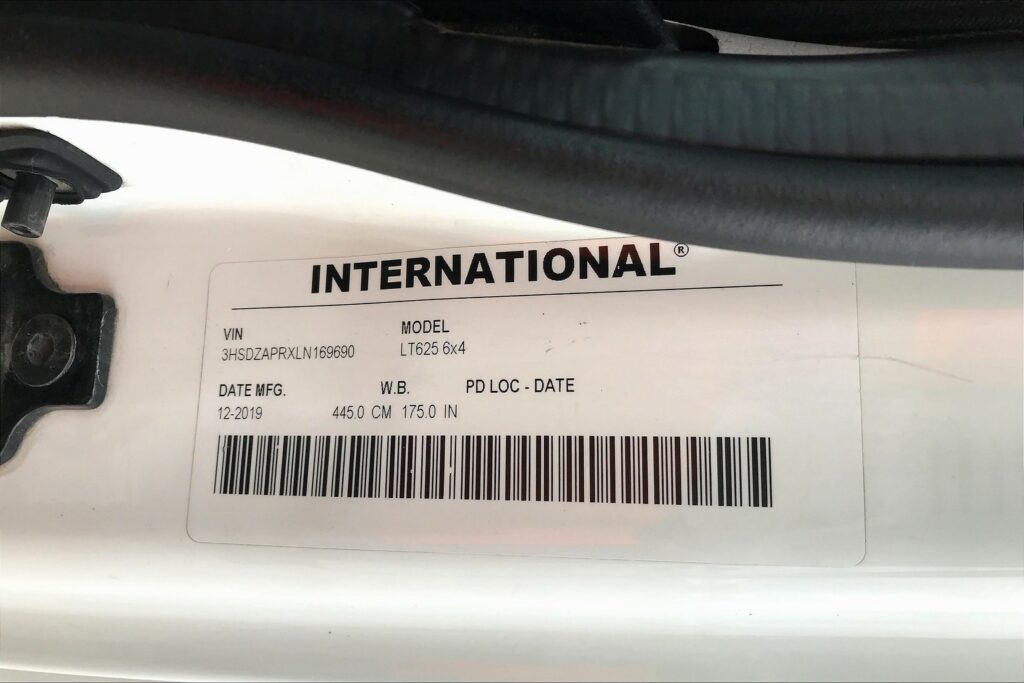 INTERNATIONAL®
VIN MODEL
3HSDZAPRXLN169690 LT625 6x4
DATE MFG. W.B. PD LOC - DATE
12-2019 445.0 CM 175.0 IN